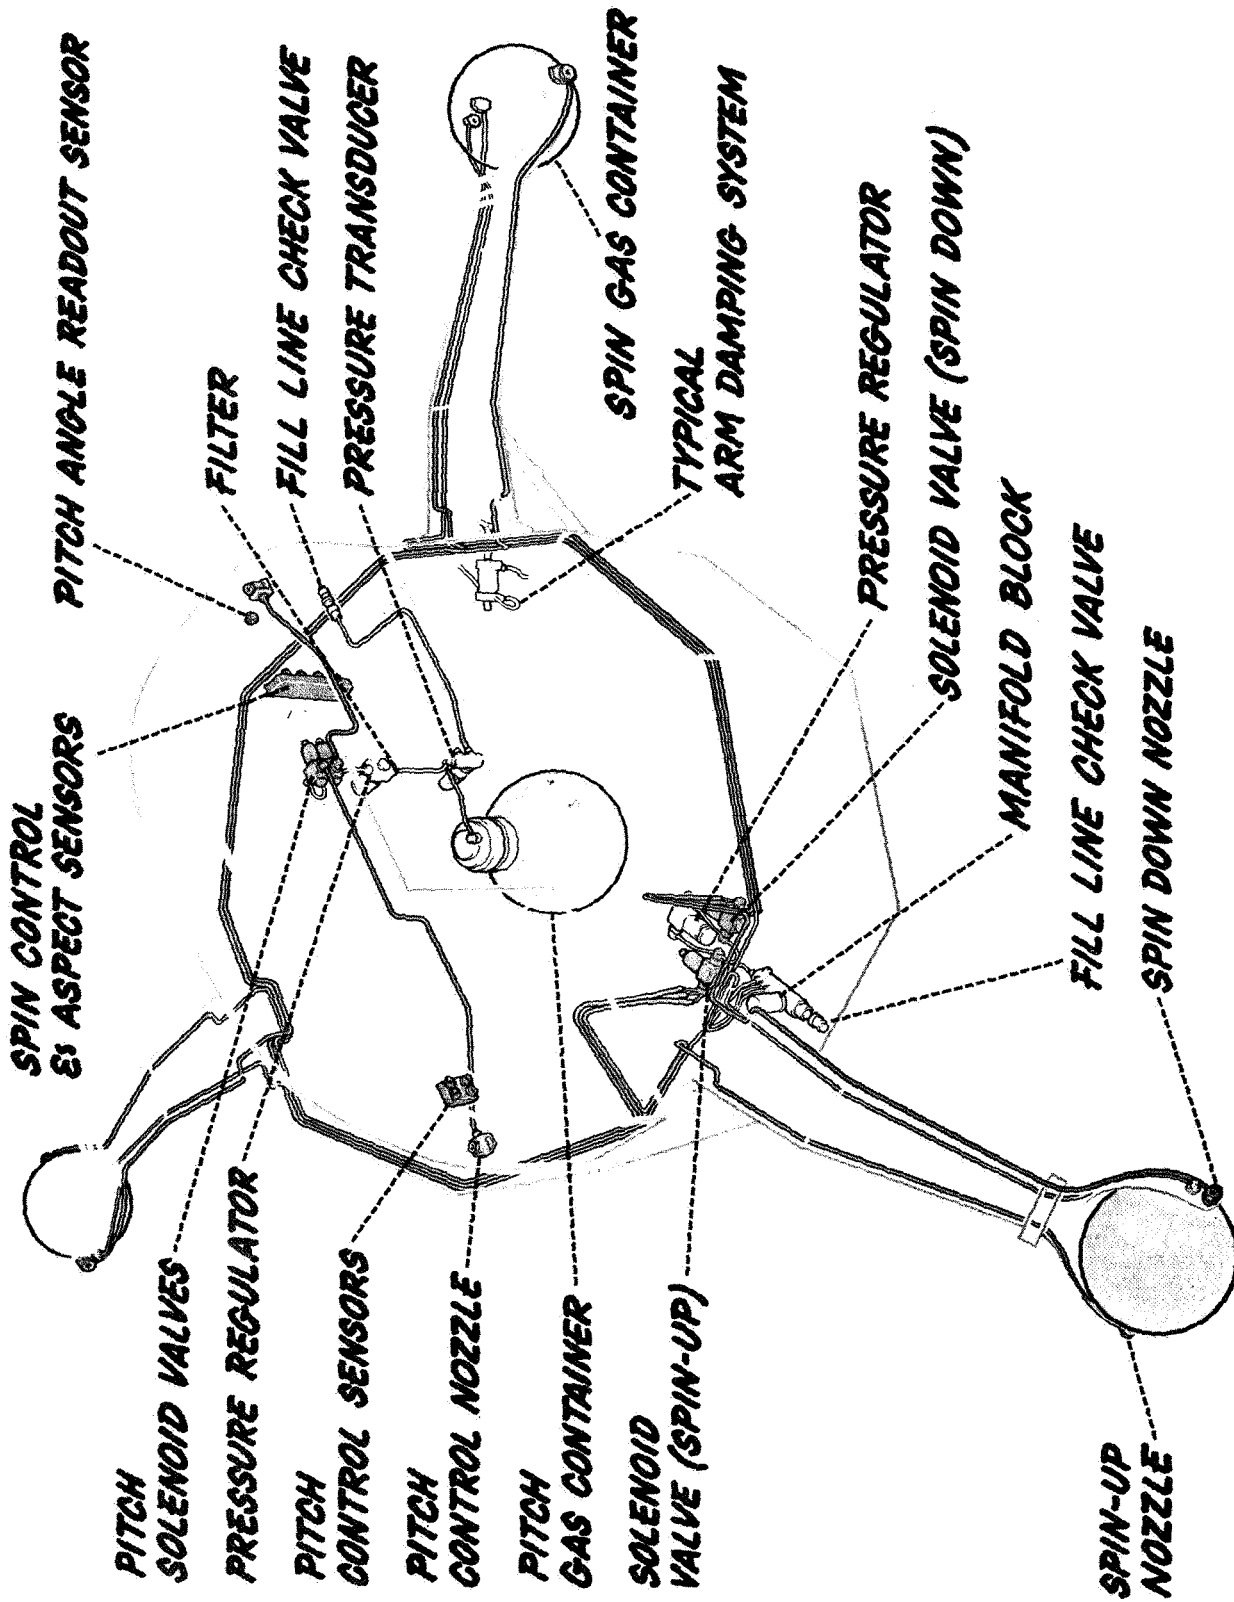 SPIN CONTROL
& ASPECT SENSORS
PITCH ANGLE READOUT SENSOR
FILTER
FILL LINE CHECK VALVE
PRESSURE TRANSDUCER
SPIN GAS CONTAINER
TYPICAL
ARM DAMPING SYSTEM
PRESSURE REGULATOR
SOLENOID VALVE (SPIN DOWN)
MANIFOLD BLOCK
FILL LINE CHECK VALVE
SPIN DOWN NOZZLE
PITCH
SOLENOID VALVES
PRESSURE REGULATOR
PITCH
CONTROL SENSORS
PITCH
CONTROL NOZZLE
PITCH
GAS CONTAINER
SOLENOID
VALVE (SPIN-UP)
SPIN-UP
NOZZLE